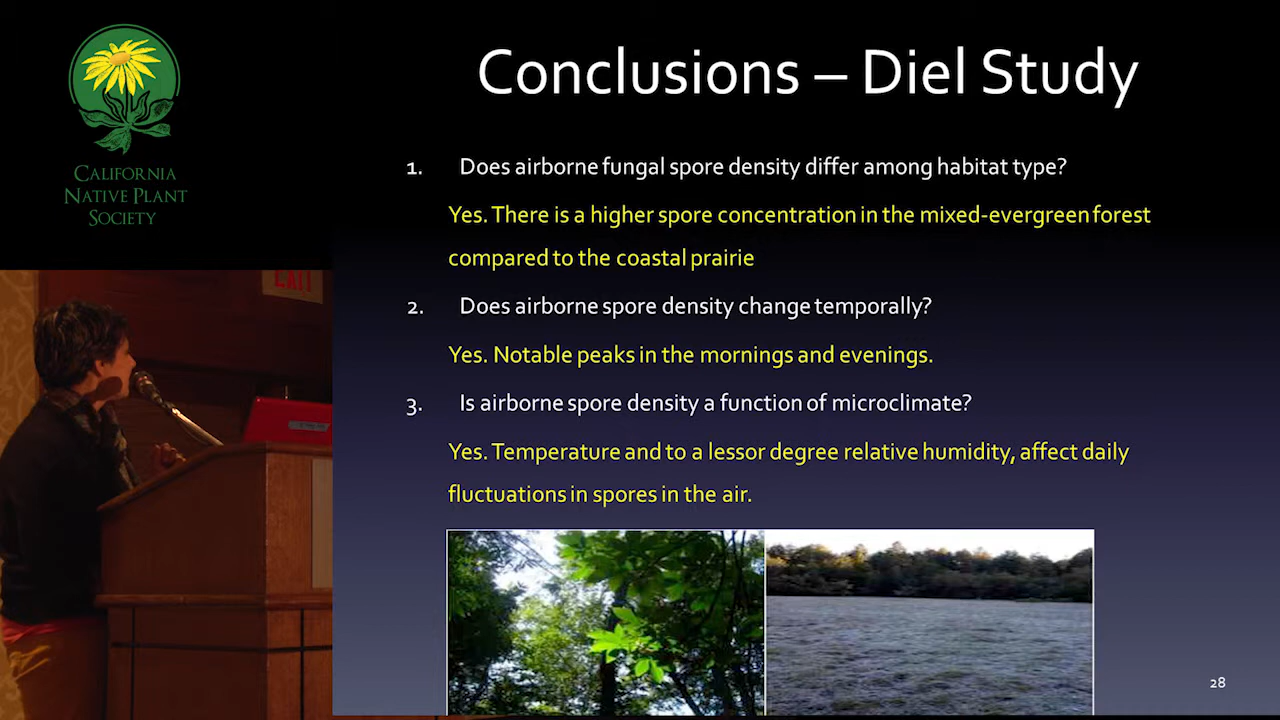 CALIFORNIA
NATIVE PLANT
SOCIETY
Conclusions – Diel Study
1. Does airborne fungal spore density differ among habitat type?
Yes. There is a higher spore concentration in the mixed-evergreen forest
compared to the coastal prairie
2. Does airborne spore density change temporally?
Yes. Notable peaks in the mornings and evenings.
3. Is airborne spore density a function of microclimate?
Yes. Temperature and to a lessor degree relative humidity, affect daily
fluctuations in spores in the air.
EXIT
28